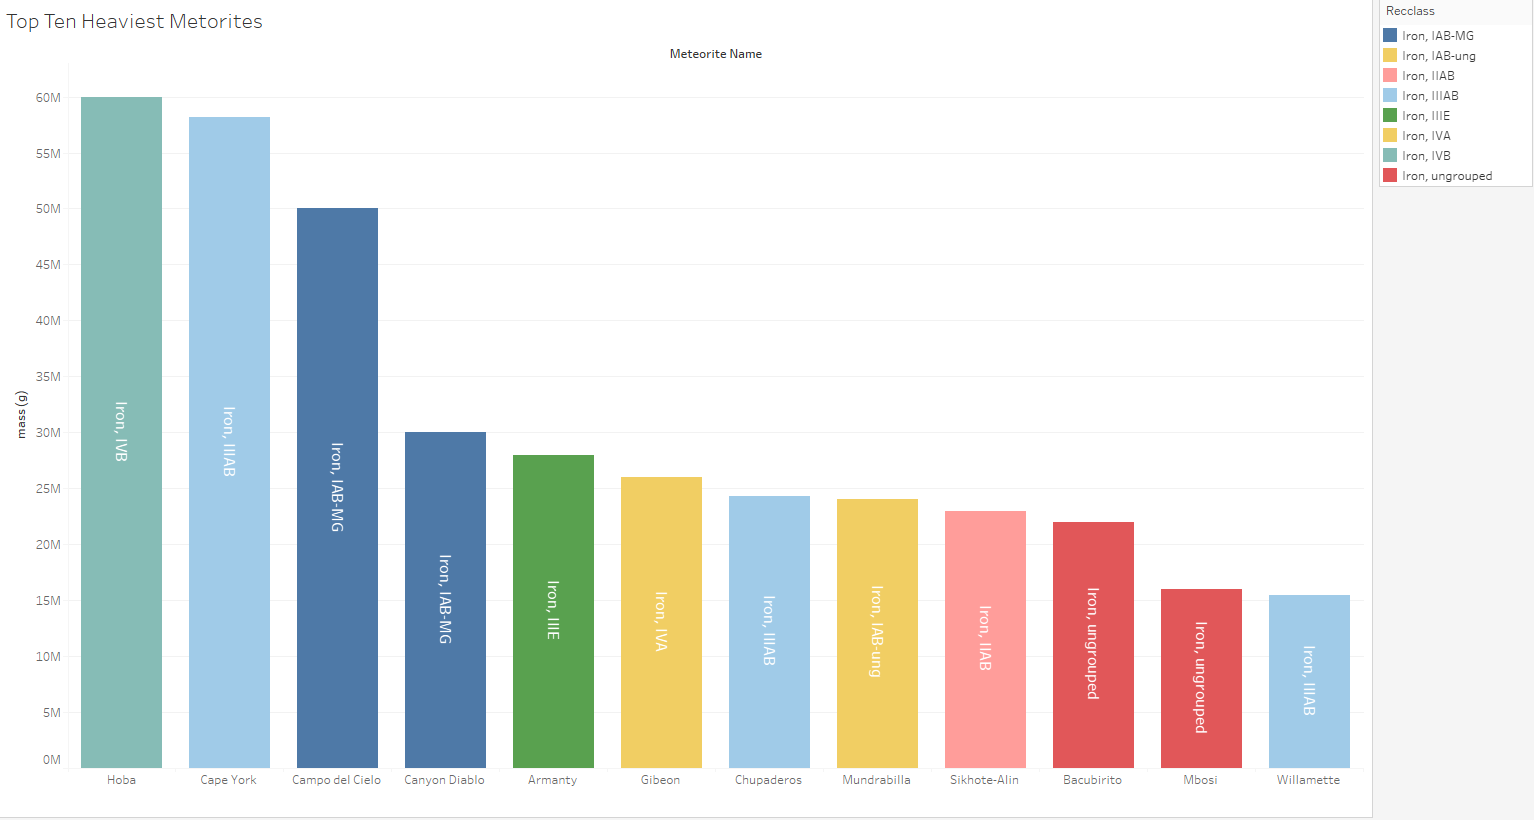 Top Ten Heaviest Metorites
Meteorite Name
mass (g)
60M
55M
50M
45M
40M
35M
30M
25M
20M
15M
10M
5M
0M
Iron, IVB
Iron, IIIAB
Iron, IAB-MG
Iron, IAB-MG
Iron, IIIE
Iron, IVA
Iron, IIIAB
Iron, IAB-ung
Iron, IIAB
Iron, ungrouped
Iron, ungrouped
Iron, IIIAB
Hoba
Cape York
Campo del Cielo
Canyon Diablo
Armanty
Gibeon
Chupaderos
Mundrabilla
Sikhote-Alin
Bacubirito
Mbosi
Willamette
Recclass
Iron, IAB-MG
Iron, IAB-ung
Iron, IIAB
Iron, IIIAB
Iron, IIIE
Iron, IVA
Iron, IVB
Iron, ungrouped